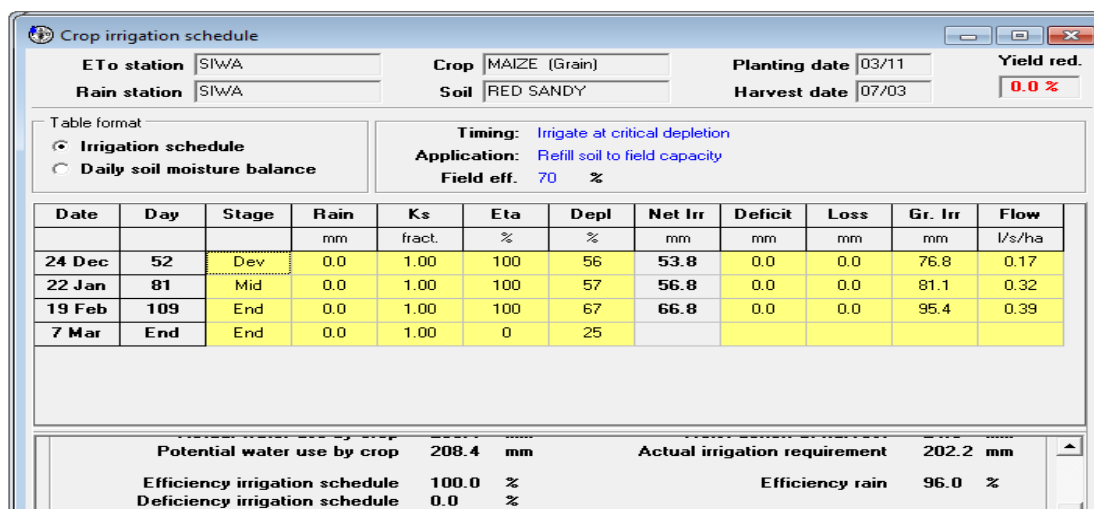 Crop irrigation schedule
ETo station SIWA Crop MAIZE (Grain) Planting date 03/11 Yield red.
Rain station SIWA Soil RED SANDY Harvest date 07/03 0.0 %
Table format
Irrigation schedule
Daily soil moisture balance
Timing: Irrigate at critical depletion
Application: Refill soil to field capacity
Field eff. 70 %
Date Day Stage Rain Ks Eta Depl Net Irr Deficit Loss Gr. Irr Flow
mm fract. % % mm mm mm mm l/s/ha
24 Dec 52 Dev 0.0 1.00 100 56 53.8 0.0 0.0 76.8 0.17
22 Jan 81 Mid 0.0 1.00 100 57 56.8 0.0 0.0 81.1 0.32
19 Feb 109 End 0.0 1.00 100 67 66.8 0.0 0.0 95.4 0.39
7 Mar End End 0.0 1.00 0 25
Potential water use by crop 208.4 mm Actual irrigation requirement 202.2 mm
Efficiency irrigation schedule 100.0 % Efficiency rain 96.0 %
Deficiency irrigation schedule 0.0 %